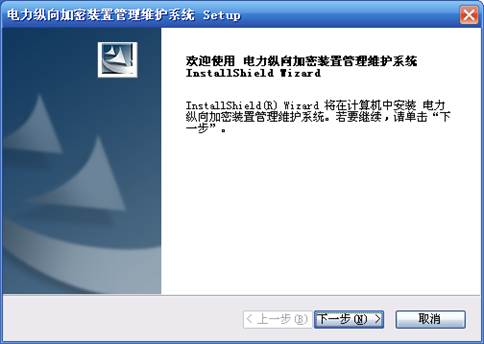 电力纵向加密装置管理维护系统 Setup
欢迎使用 电力纵向加密装置管理维护系统
InstallShield Wizard
InstallShield(R) Wizard 将在计算机中安装 电力
纵向加密装置管理维护系统。若要继续，请单击“下
一步”。
< 上一步(B) 下一步(N) > 取消